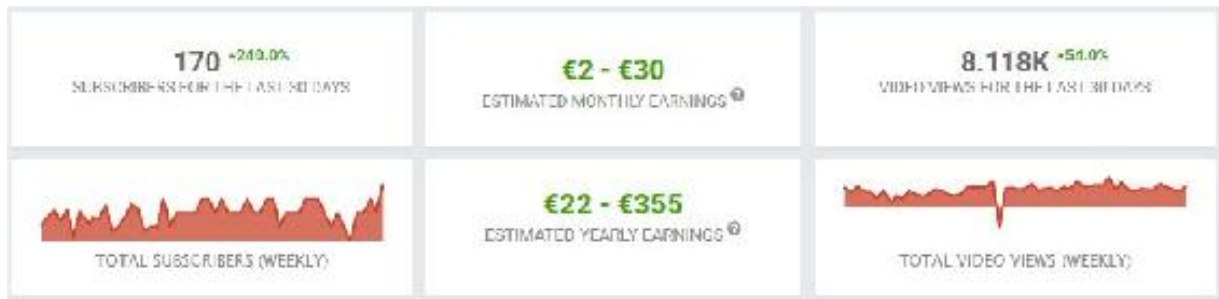 170 +240.0%
SUBSCRIBERS FOR THE LAST 30 DAYS
€2 - €30
ESTIMATED MONTHLY EARNINGS ?
8.118K +54.0%
VIDEO VIEWS FOR THE LAST 30 DAYS
TOTAL SUBSCRIBERS (WEEKLY)
€22 - €355
ESTIMATED YEARLY EARNINGS ?
TOTAL VIDEO VIEWS (WEEKLY)